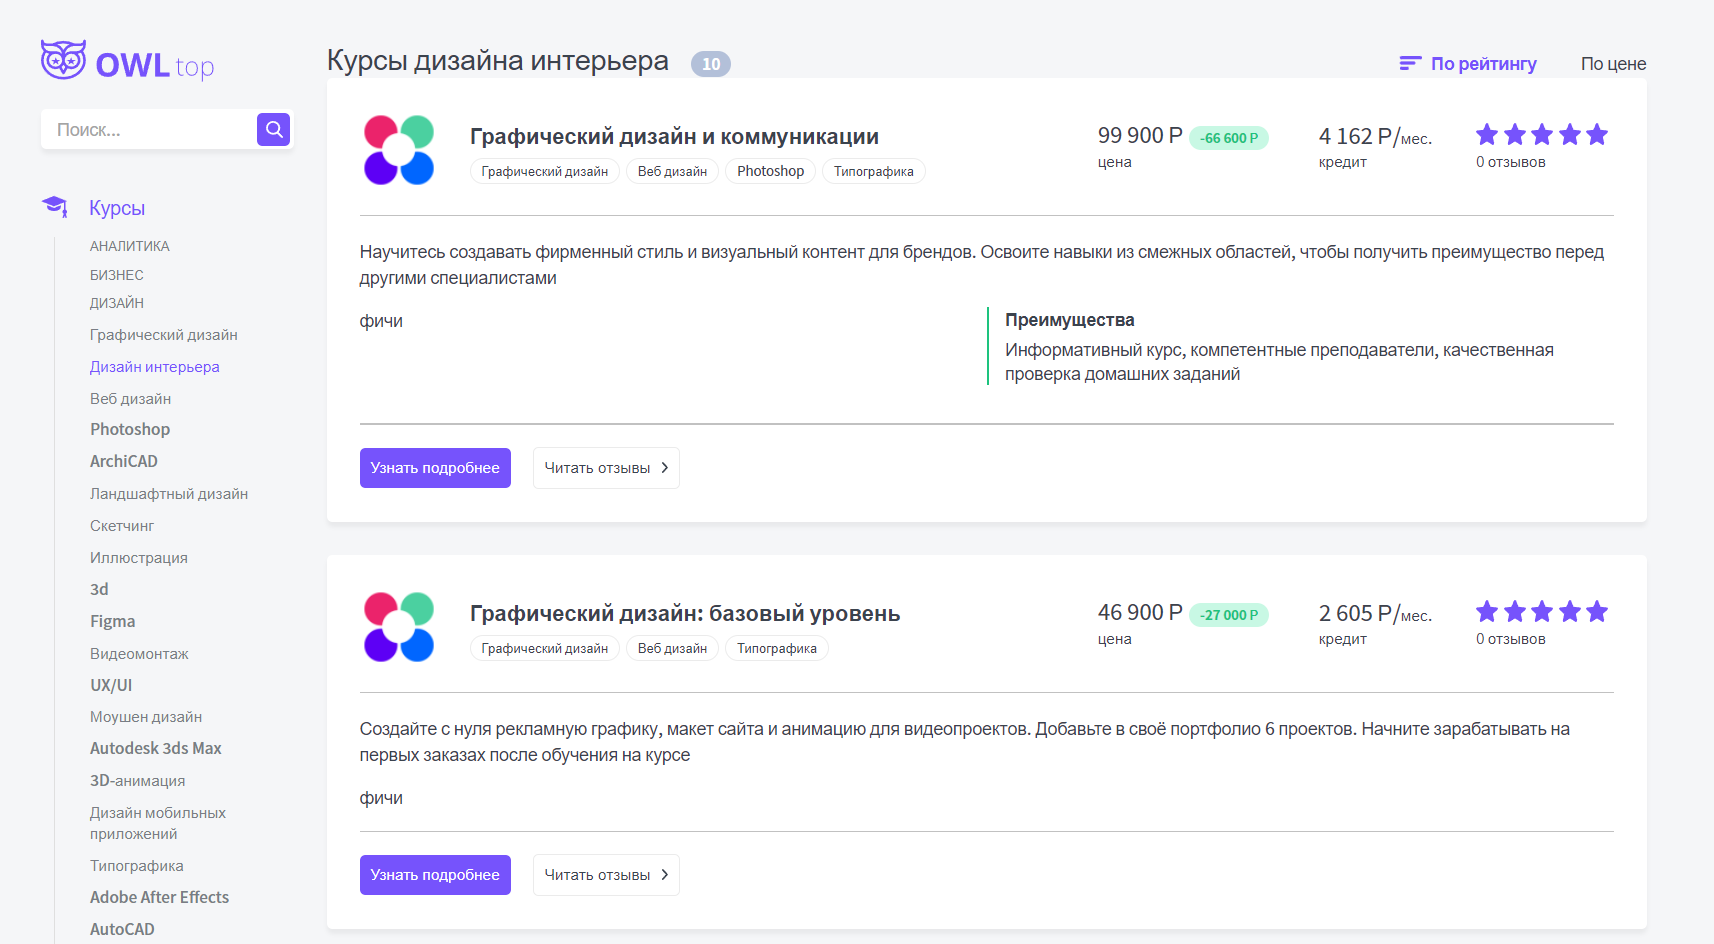 OWL top
Поиск...
Курсы
АНАЛИТИКА
БИЗНЕС
ДИЗАЙН
Графический дизайн
Дизайн интерьера
Веб дизайн
Photoshop
ArchiCAD
Ландшафтный дизайн
Скетчинг
Иллюстрация
3d
Figma
Видеомонтаж
UX/UI
Моушен дизайн
Autodesk 3ds Max
3D-анимация
Дизайн мобильных
приложений
Типографика
Adobe After Effects
AutoCAD
Курсы дизайна интерьера 10
По рейтингу По цене
Графический дизайн и коммуникации
Графический дизайн Веб дизайн Photoshop Типографика
99 900 Р -66 600 Р
цена
4 162 Р/мес.
кредит
0 отзывов
Научитесь создавать фирменный стиль и визуальный контент для брендов. Освоите навыки из смежных областей, чтобы получить преимущество перед
другими специалистами
фичи
Преимущества
Информативный курс, компетентные преподаватели, качественная
проверка домашних заданий
Узнать подробнее Читать отзывы
Графический дизайн: базовый уровень
Графический дизайн Веб дизайн Типографика
46 900 Р -27 000 Р
цена
2 605 Р/мес.
кредит
0 отзывов
Создайте с нуля рекламную графику, макет сайта и анимацию для видеопроектов. Добавьте в своё портфолио 6 проектов. Начните зарабатывать на
первых заказах после обучения на курсе
фичи
Узнать подробнее Читать отзывы